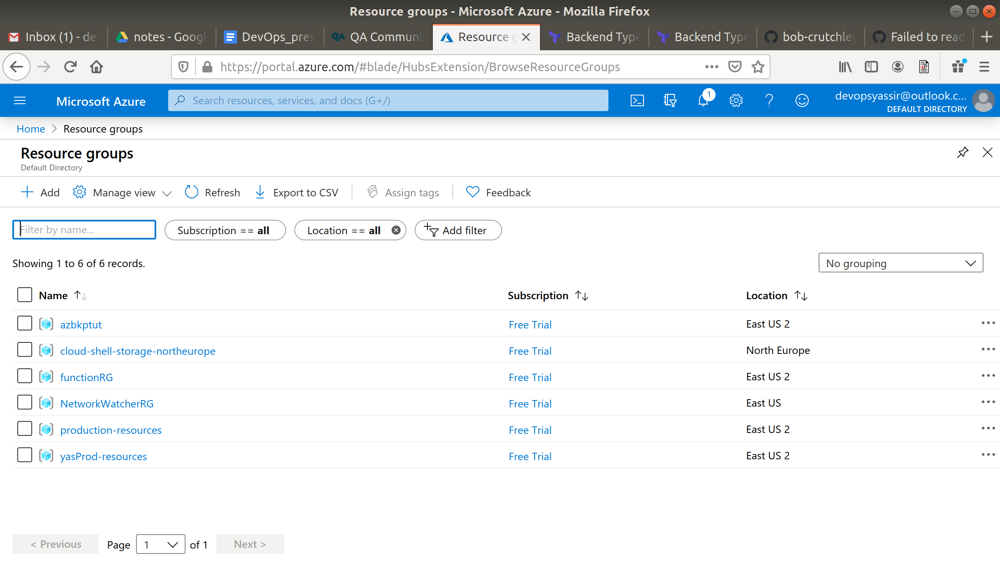 Resource groups - Microsoft Azure - Mozilla Firefox
Inbox (1) - dev
notes - Googl
DevOps_pres
QA Communi
Resource g
Backend Type
Backend Type
bob-crutchley
Failed to read
https://portal.azure.com/#blade/HubsExtension/BrowseResourceGroups
Microsoft Azure
Search resources, services, and docs (G+/)
1
devopsyassir@outlook.c...
DEFAULT DIRECTORY
Home > Resource groups
Resource groups
Default Directory
Add
Manage view
Refresh
Export to CSV
Assign tags
Feedback
Filter by name...
Subscription == all
Location == all
Add filter
Showing 1 to 6 of 6 records.
No grouping
Name Subscription Location
azbkptut Free Trial East US 2
cloud-shell-storage-northeurope Free Trial North Europe
functionRG Free Trial East US 2
NetworkWatcherRG Free Trial East US
production-resources Free Trial East US 2
yasProd-resources Free Trial East US 2
< Previous Page 1 of 1 Next >